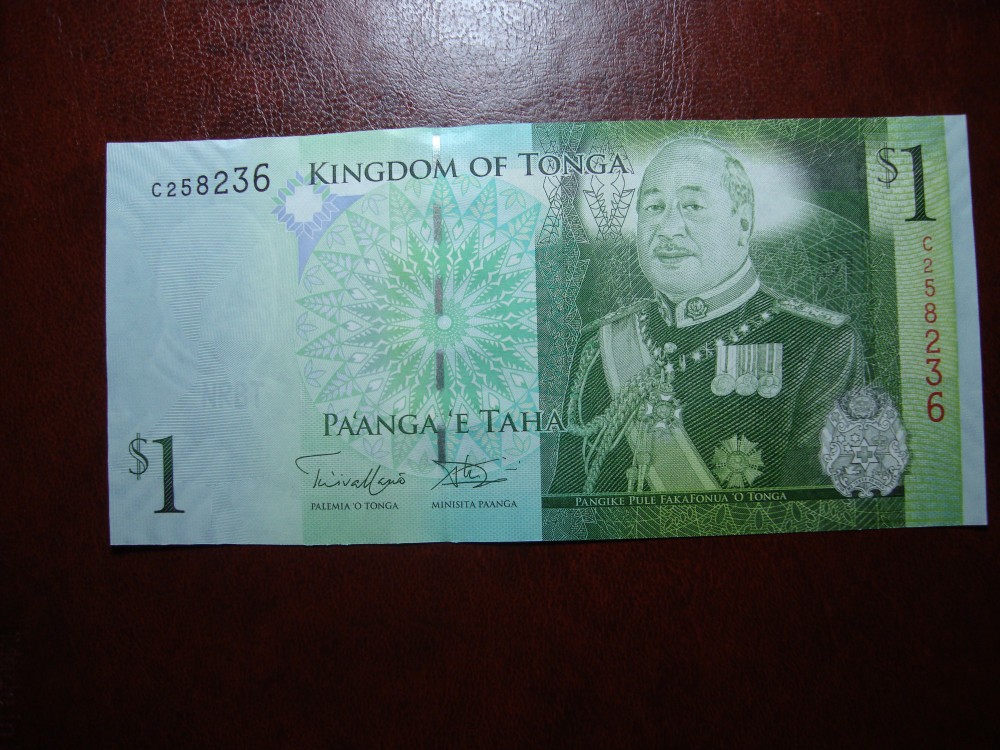 C258236
KINGDOM OF TONGA
$1
C258236
NRBT
PA'ANGA 'E TAHA
$1
PALEMIA 'O TONGA
MINISITA PA'ANGA
PANGIKE PULE FAKAFONUA 'O TONGA